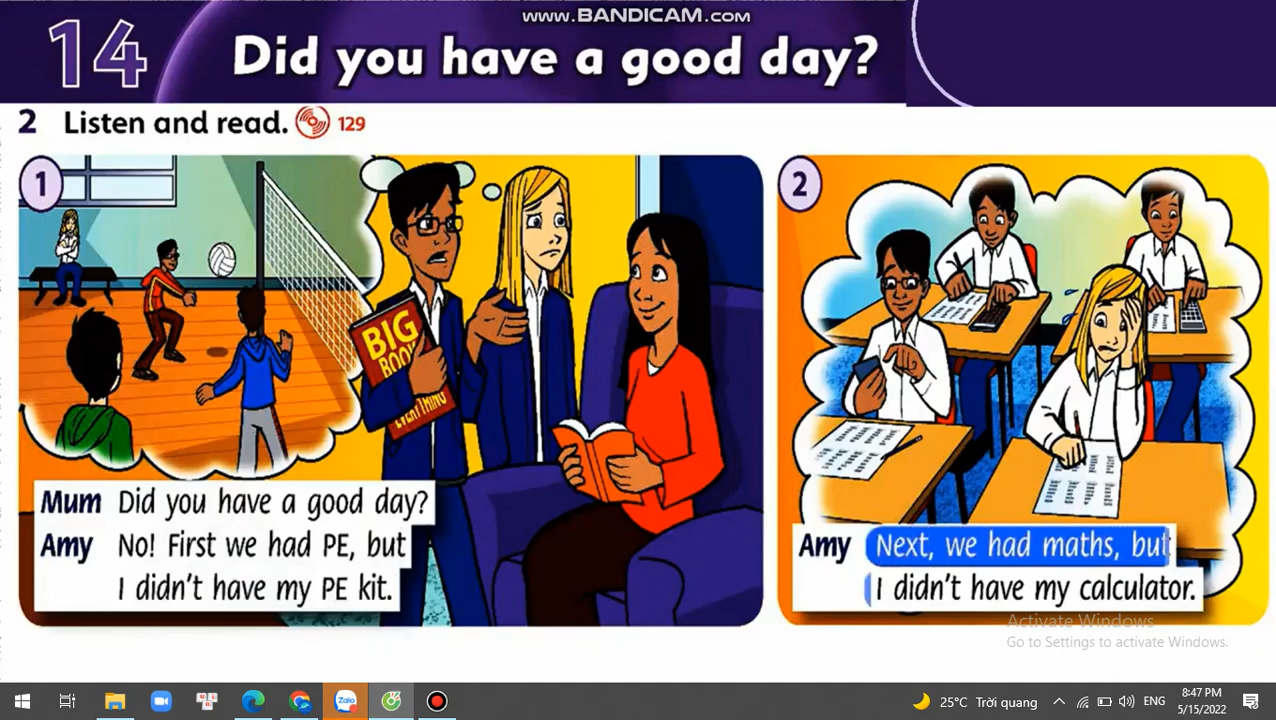 www.BANDICAM.com
14 Did you have a good day?
2 Listen and read. 129
1
BIG
BOOK
EVERYTHING
Mum Did you have a good day?
Amy No! First we had PE, but
I didn't have my PE kit.
2
Amy Next, we had maths, but
I didn't have my calculator.
Activate Windows
Go to Settings to activate Windows.
Zalo
25°C Trời quang
ENG
8:47 PM
5/15/2022